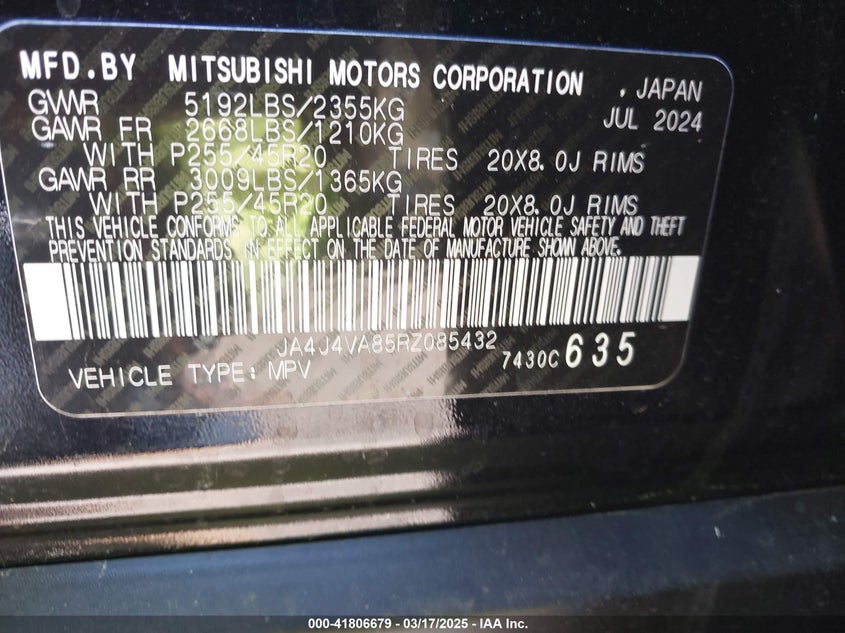 MFD.BY MITSUBISHI MOTORS CORPORATION , JAPAN
GVWR 5192LBS/2355KG JUL 2024
GAWR FR 2668LBS/1210KG
WITH P255/45R20 TIRES 20X8.0J RIMS
GAWR RR 3009LBS/1365KG
WITH P255/45R20 TIRES 20X8.0J RIMS
THIS VEHICLE CONFORMS TO ALL APPLICABLE FEDERAL MOTOR VEHICLE SAFETY AND THEFT
PREVENTION STANDARDS IN EFFECT ON THE DATE OF MANUFACTURE SHOWN ABOVE.
JA4J4VA85RZ085432
VEHICLE TYPE: MPV 7430C 635
000-41806679 - 03/17/2025 - IAA Inc.